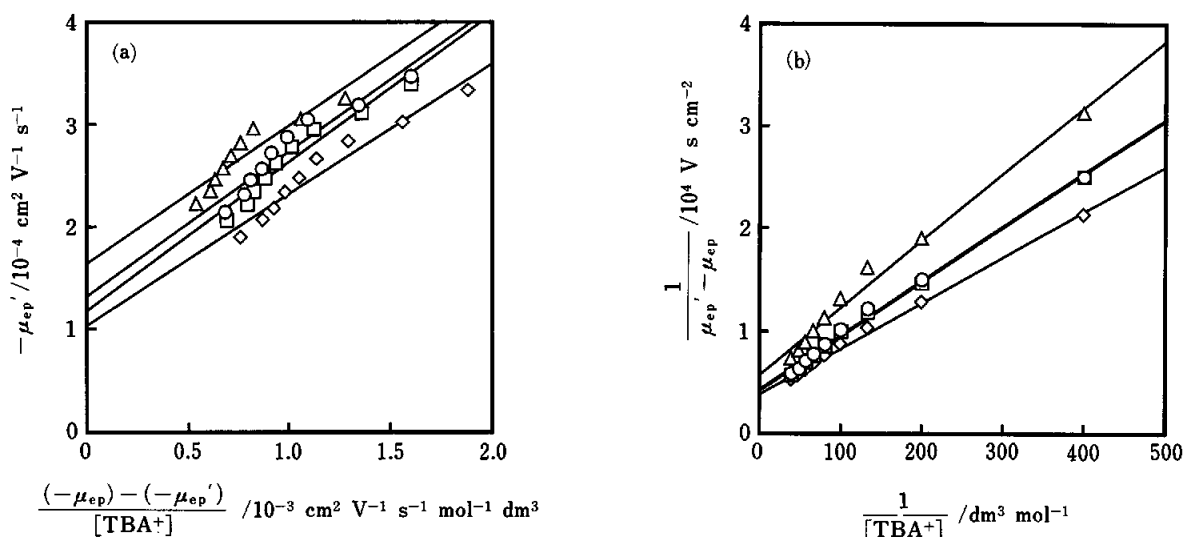 (a)
4
3
2
1
0
−μep′/10⁻⁴ cm² V⁻¹ s⁻¹
0 0.5 1.0 1.5 2.0
(−μep)−(−μep′)
[TBA⁺]
/10⁻³ cm² V⁻¹ s⁻¹ mol⁻¹ dm³
(b)
4
3
2
1
0
1
μep′−μep
/10⁴ V s cm⁻²
0 100 200 300 400 500
1
[TBA⁺]
/dm³ mol⁻¹